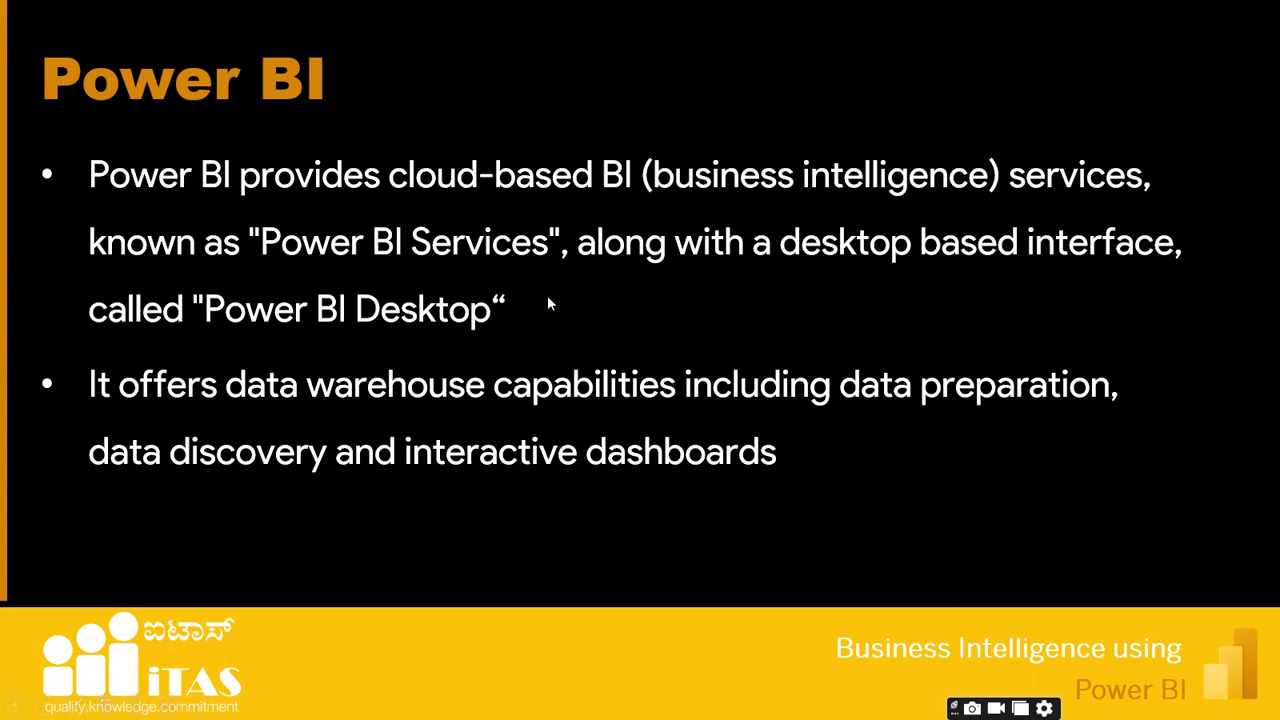 Power BI
• Power BI provides cloud-based BI (business intelligence) services,
known as "Power BI Services", along with a desktop based interface,
called "Power BI Desktop“
• It offers data warehouse capabilities including data preparation,
data discovery and interactive dashboards
ಐಟಾಸ್
iTAS
quality.knowledge.commitment
Business Intelligence using
Power BI